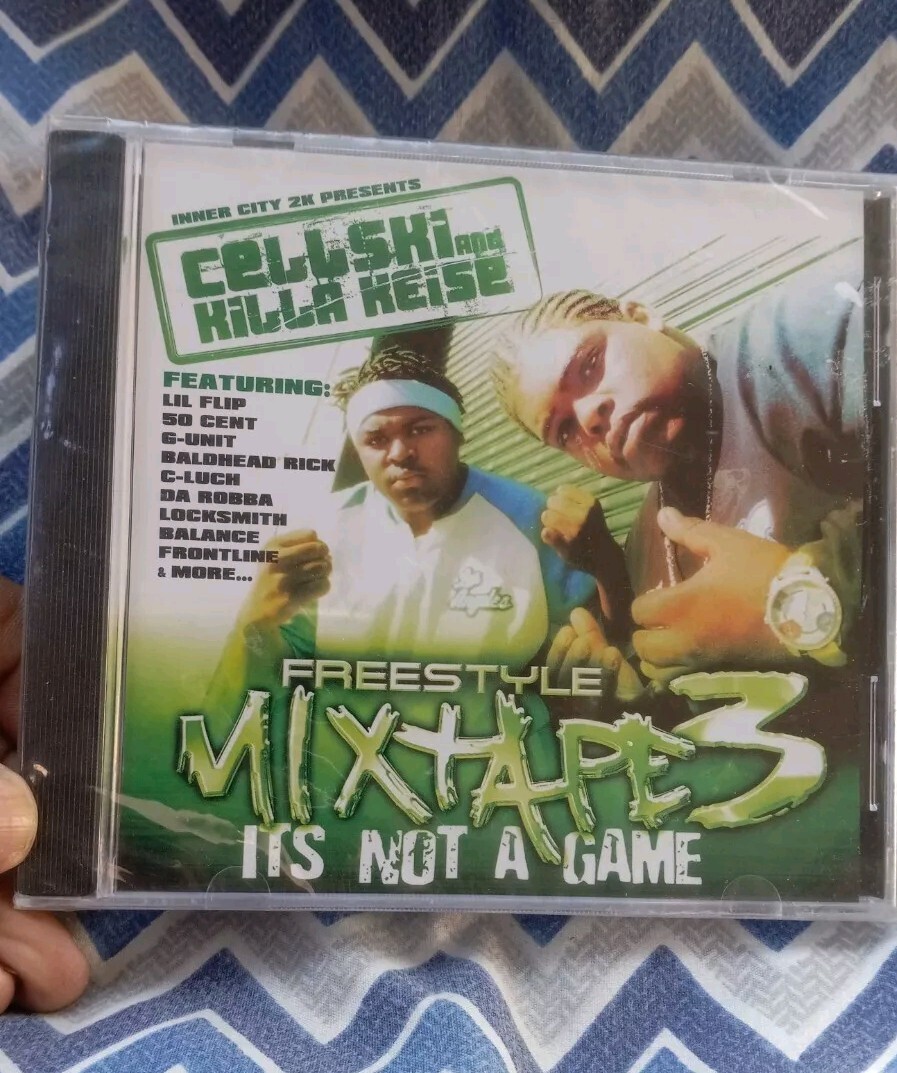 INNER CITY 2K PRESENTS
CELLSKI AND
KILLA KEISE
FEATURING:
LIL FLIP
50 CENT
G-UNIT
BALDHEAD RICK
C-LUCH
DA ROBBA
LOCKSMITH
BALANCE
FRONTLINE
& MORE...
FREESTYLE
MIXTAPE 3
ITS NOT A GAME